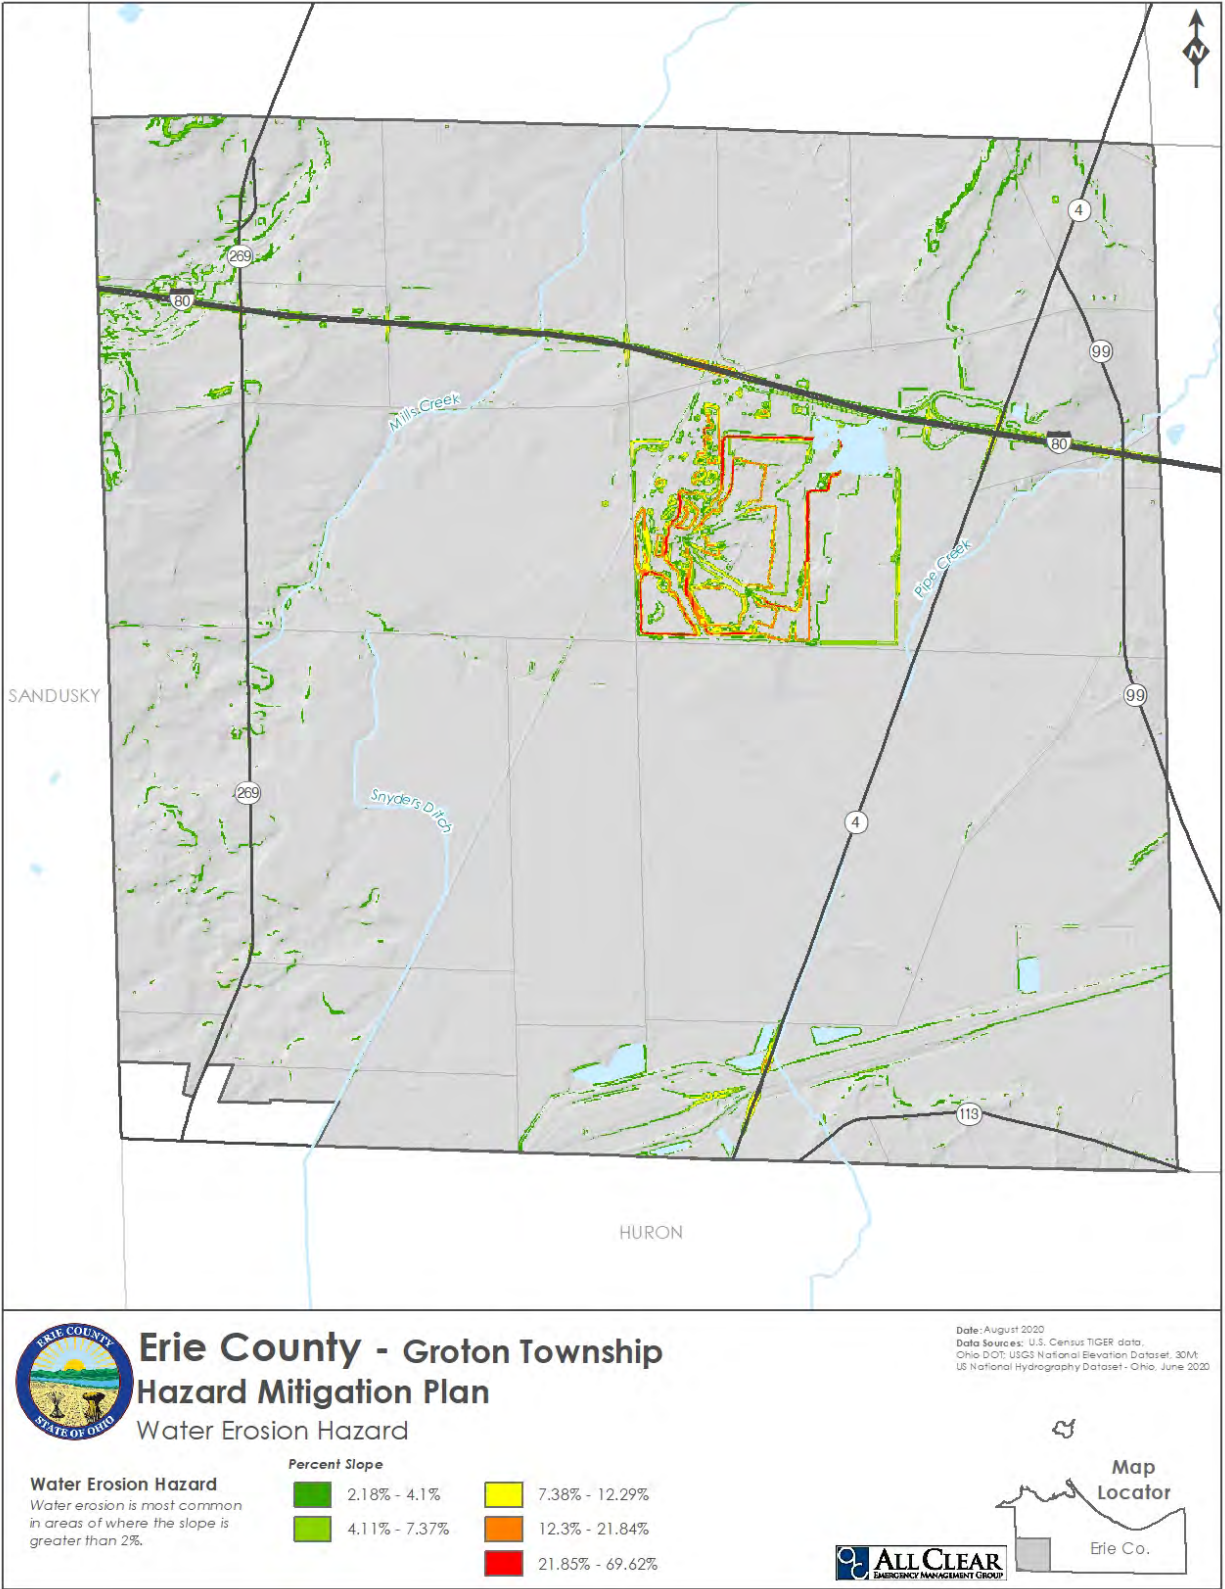 N
1
269
80
4
99
Mills Creek
80
Pipe Creek
SANDUSKY
99
269
Snyders Ditch
4
113
HURON
ERIE COUNTY
STATE OF OHIO
Erie County - Groton Township
Hazard Mitigation Plan
Water Erosion Hazard
Date: August 2020
Data Sources: U.S. Census TIGER data,
Ohio DOT; USGS National Elevation Dataset, 30M;
US National Hydrography Dataset - Ohio, June 2020
Water Erosion Hazard
Water erosion is most common
in areas of where the slope is
greater than 2%.
Percent Slope
2.18% - 4.1%
4.11% - 7.37%
7.38% - 12.29%
12.3% - 21.84%
21.85% - 69.62%
ALL CLEAR
EMERGENCY MANAGEMENT GROUP
Map
Locator
Erie Co.